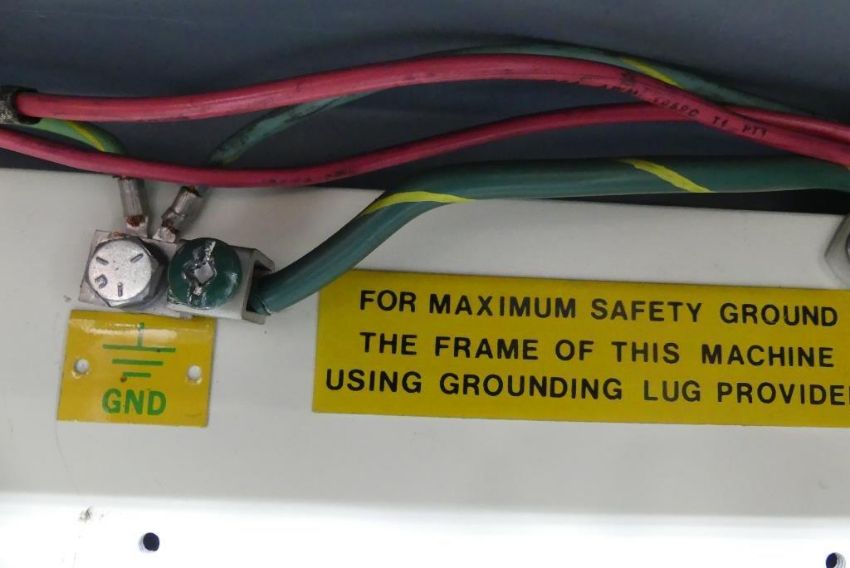 FOR MAXIMUM SAFETY GROUND
THE FRAME OF THIS MACHINE
USING GROUNDING LUG PROVIDE
GND